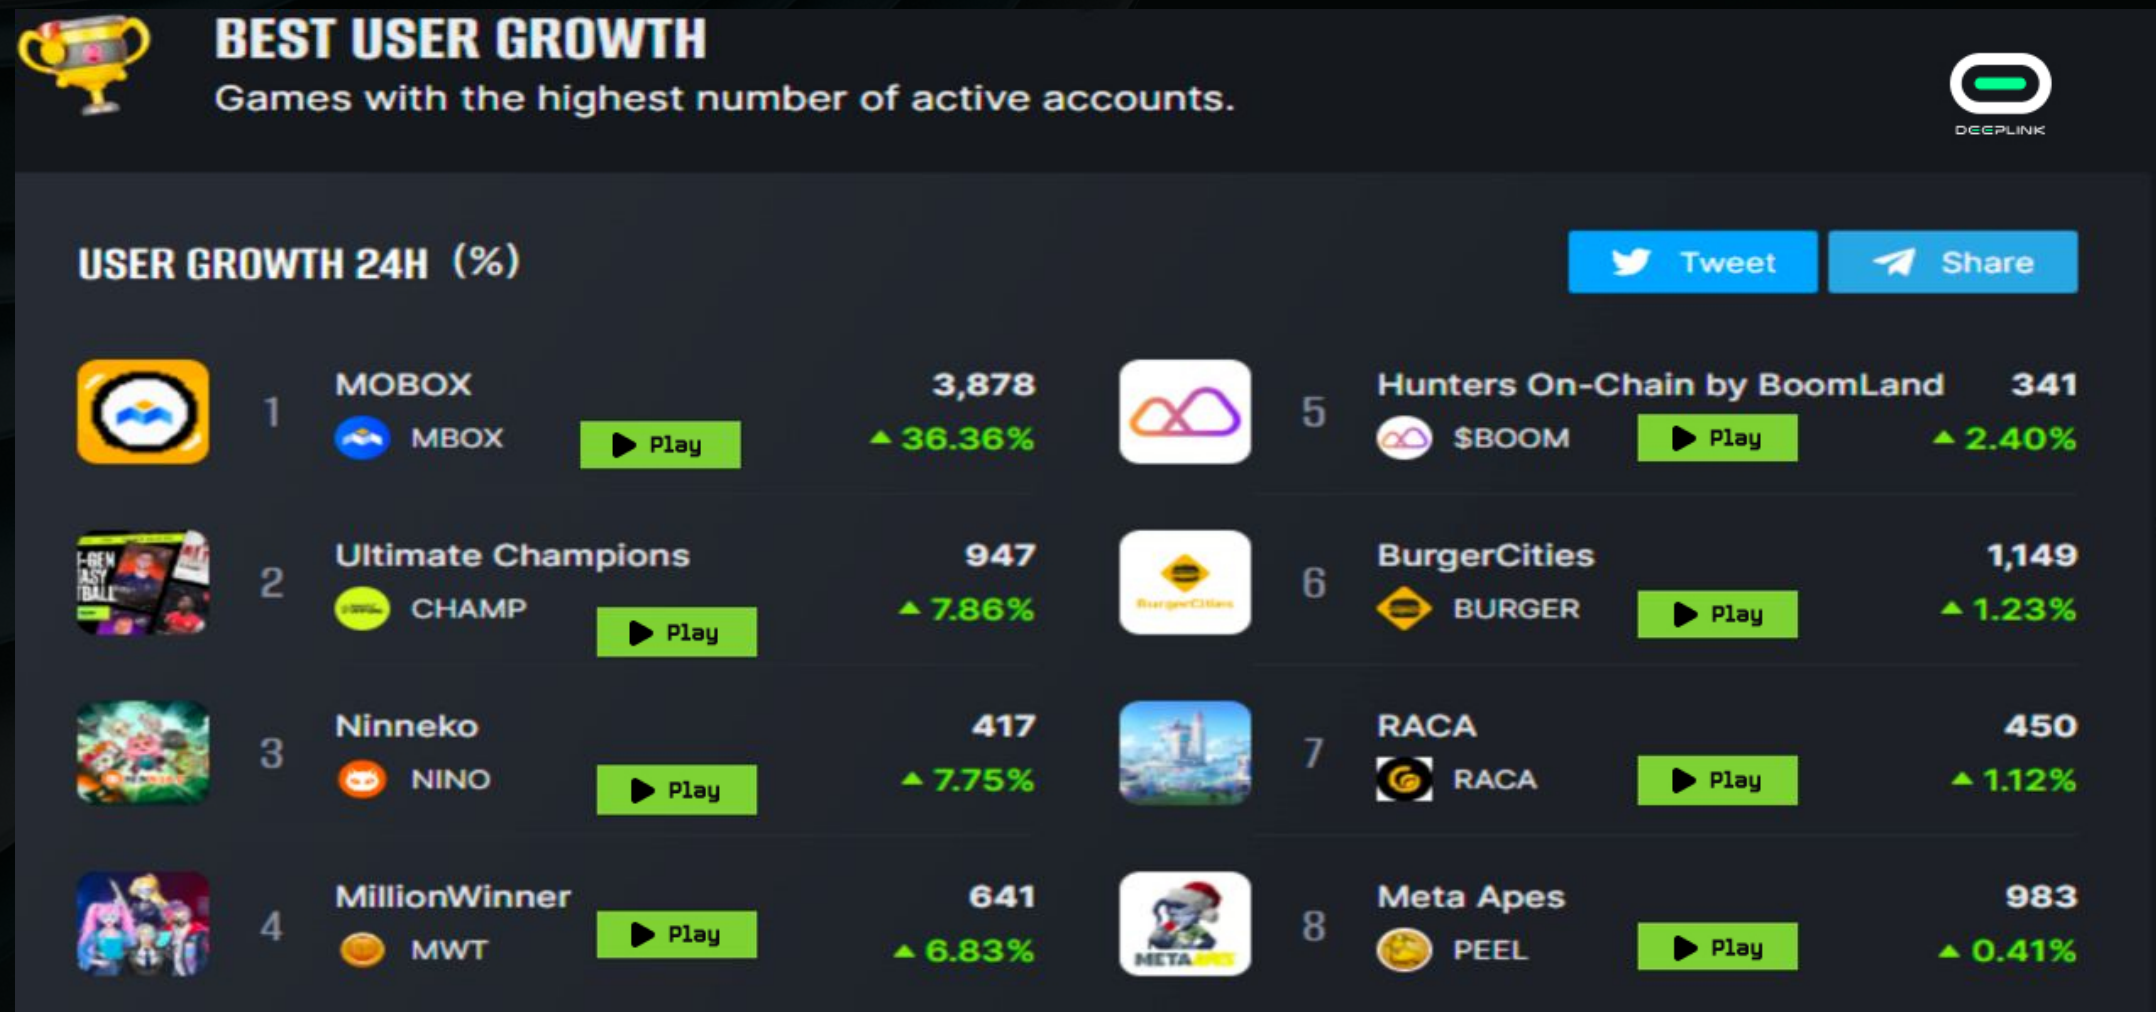 BEST USER GROWTH
Games with the highest number of active accounts.
DEEPLINK
USER GROWTH 24H (%)
Tweet
Share
1
MOBOX
3,878
MBOX
Play
36.36%
2
Ultimate Champions
947
CHAMP
Play
7.86%
3
Ninneko
417
NINO
Play
7.75%
4
MillionWinner
641
MWT
Play
6.83%
5
Hunters On-Chain by BoomLand
341
$BOOM
Play
2.40%
BurgerCities
6
BurgerCities
1,149
BURGER
Play
1.23%
7
RACA
450
RACA
Play
1.12%
META APES
8
Meta Apes
983
PEEL
Play
0.41%